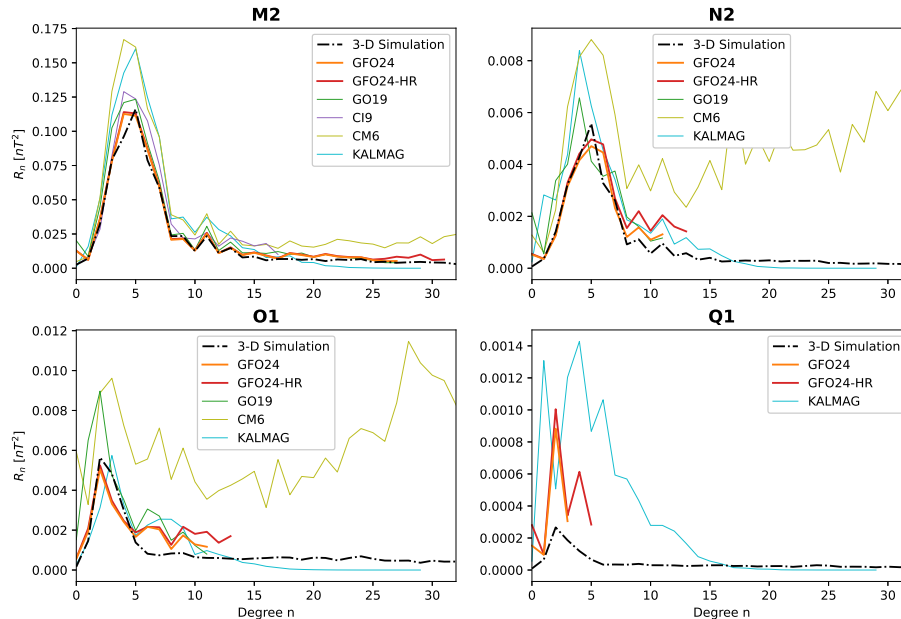 M2
R_n [nT^2]
0.175
0.150
0.125
0.100
0.075
0.050
0.025
0.000
3-D Simulation
GFO24
GFO24-HR
GO19
CI9
CM6
KALMAG
0 5 10 15 20 25 30
N2
0.008
0.006
0.004
0.002
0.000
3-D Simulation
GFO24
GFO24-HR
GO19
CM6
KALMAG
0 5 10 15 20 25 30
O1
R_n [nT^2]
0.012
0.010
0.008
0.006
0.004
0.002
0.000
3-D Simulation
GFO24
GFO24-HR
GO19
CM6
KALMAG
0 5 10 15 20 25 30
Degree n
Q1
0.0014
0.0012
0.0010
0.0008
0.0006
0.0004
0.0002
0.0000
3-D Simulation
GFO24
GFO24-HR
KALMAG
0 5 10 15 20 25 30
Degree n